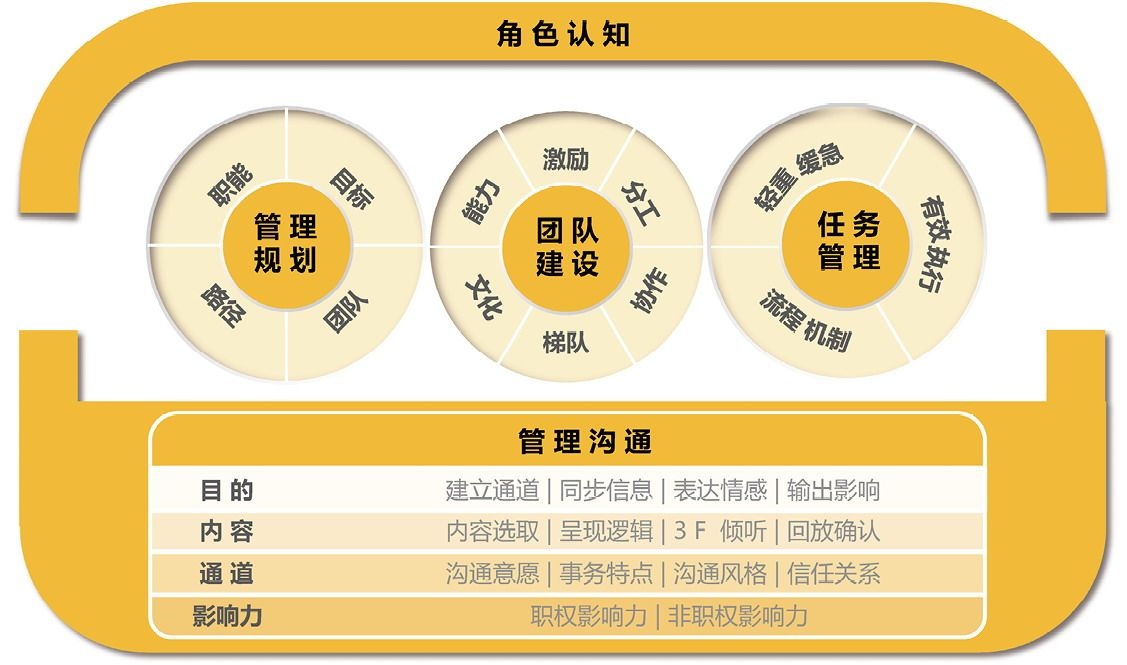 角色认知
职能
目标
路径
团队
管理
规划
能力
激励
分工
文化
梯队
协作
团队
建设
轻重 缓急
有效 执行
流程 机制
任务
管理
管理沟通
目的 建立通道 | 同步信息 | 表达情感 | 输出影响
内容 内容选取 | 呈现逻辑 | 3 F 倾听 | 回放确认
通道 沟通意愿 | 事务特点 | 沟通风格 | 信任关系
影响力 职权影响力 | 非职权影响力